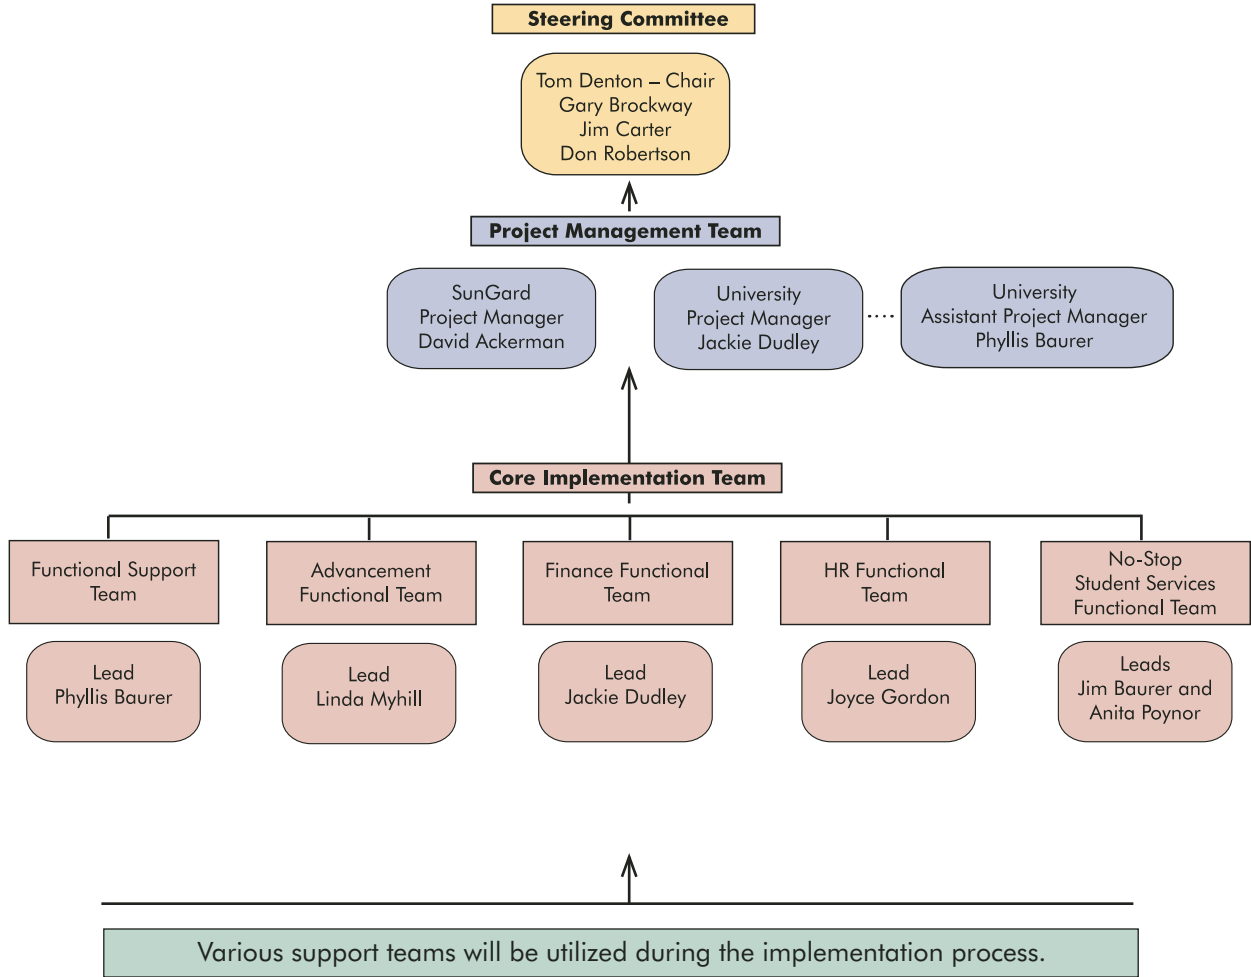 Steering Committee
Tom Denton – Chair
Gary Brockway
Jim Carter
Don Robertson
Project Management Team
SunGard
Project Manager
David Ackerman
University
Project Manager
Jackie Dudley
University
Assistant Project Manager
Phyllis Baurer
Core Implementation Team
Functional Support
Team
Advancement
Functional Team
Finance Functional
Team
HR Functional
Team
No-Stop
Student Services
Functional Team
Lead
Phyllis Baurer
Lead
Linda Myhill
Lead
Jackie Dudley
Lead
Joyce Gordon
Leads
Jim Baurer and
Anita Poynor
Various support teams will be utilized during the implementation process.